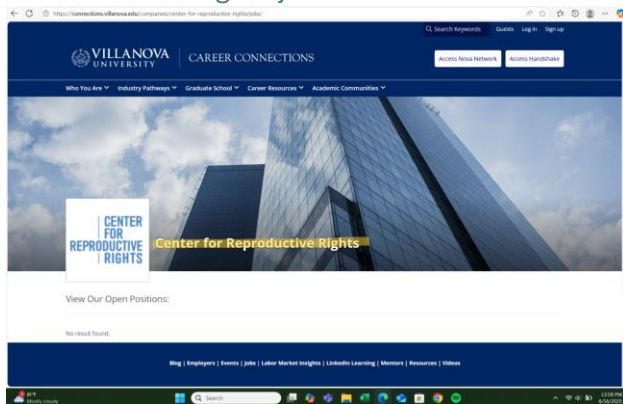 https://connections.villanova.edu/companies/center-for-reproductive-rights/jobs/
Search Keywords Guests Log in Sign up
VILLANOVA UNIVERSITY CAREER CONNECTIONS
Access Nova Network Access Handshake
Who You Are Industry Pathways Graduate School Career Resources Academic Communities
CENTER
FOR
REPRODUCTIVE
RIGHTS
Center for Reproductive Rights
View Our Open Positions:
No result found.
Blog | Employers | Events | Jobs | Labor Market Insights | LinkedIn Learning | Mentors | Resources | Videos
Mostly cloudy Search 12:18 PM